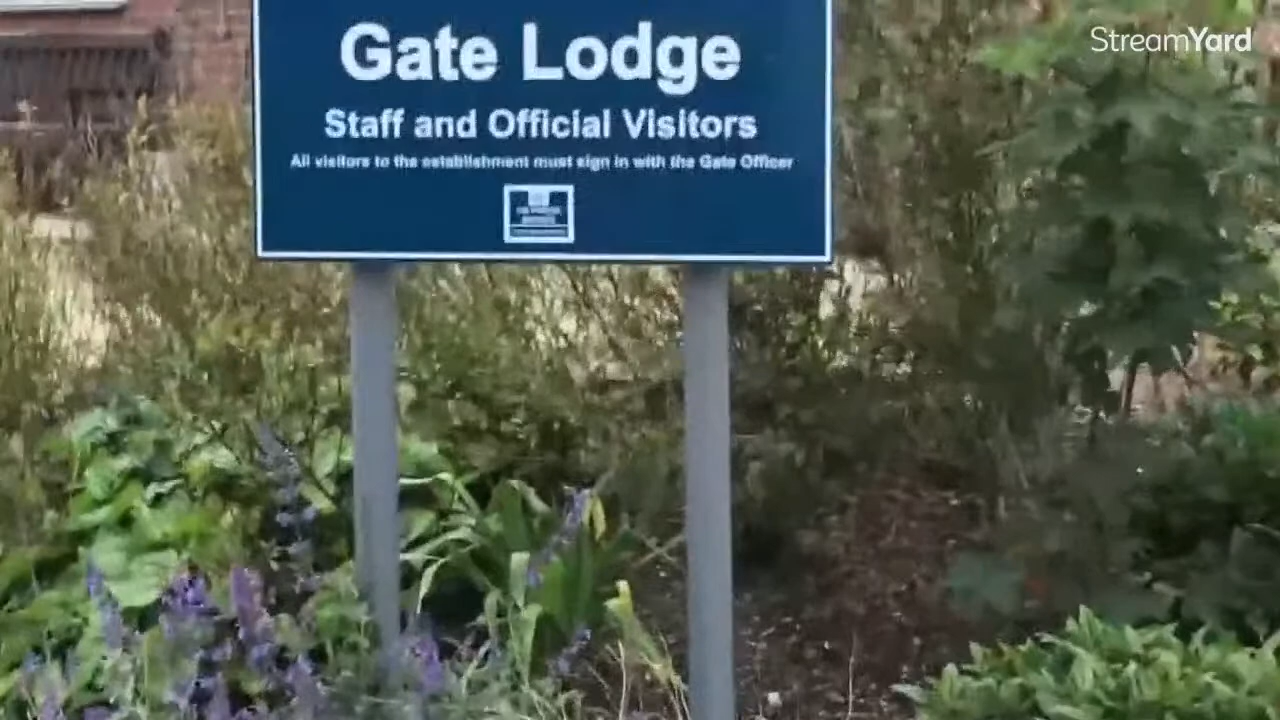 StreamYard
Gate Lodge
Staff and Official Visitors
All visitors to the establishment must sign in with the Gate Officer